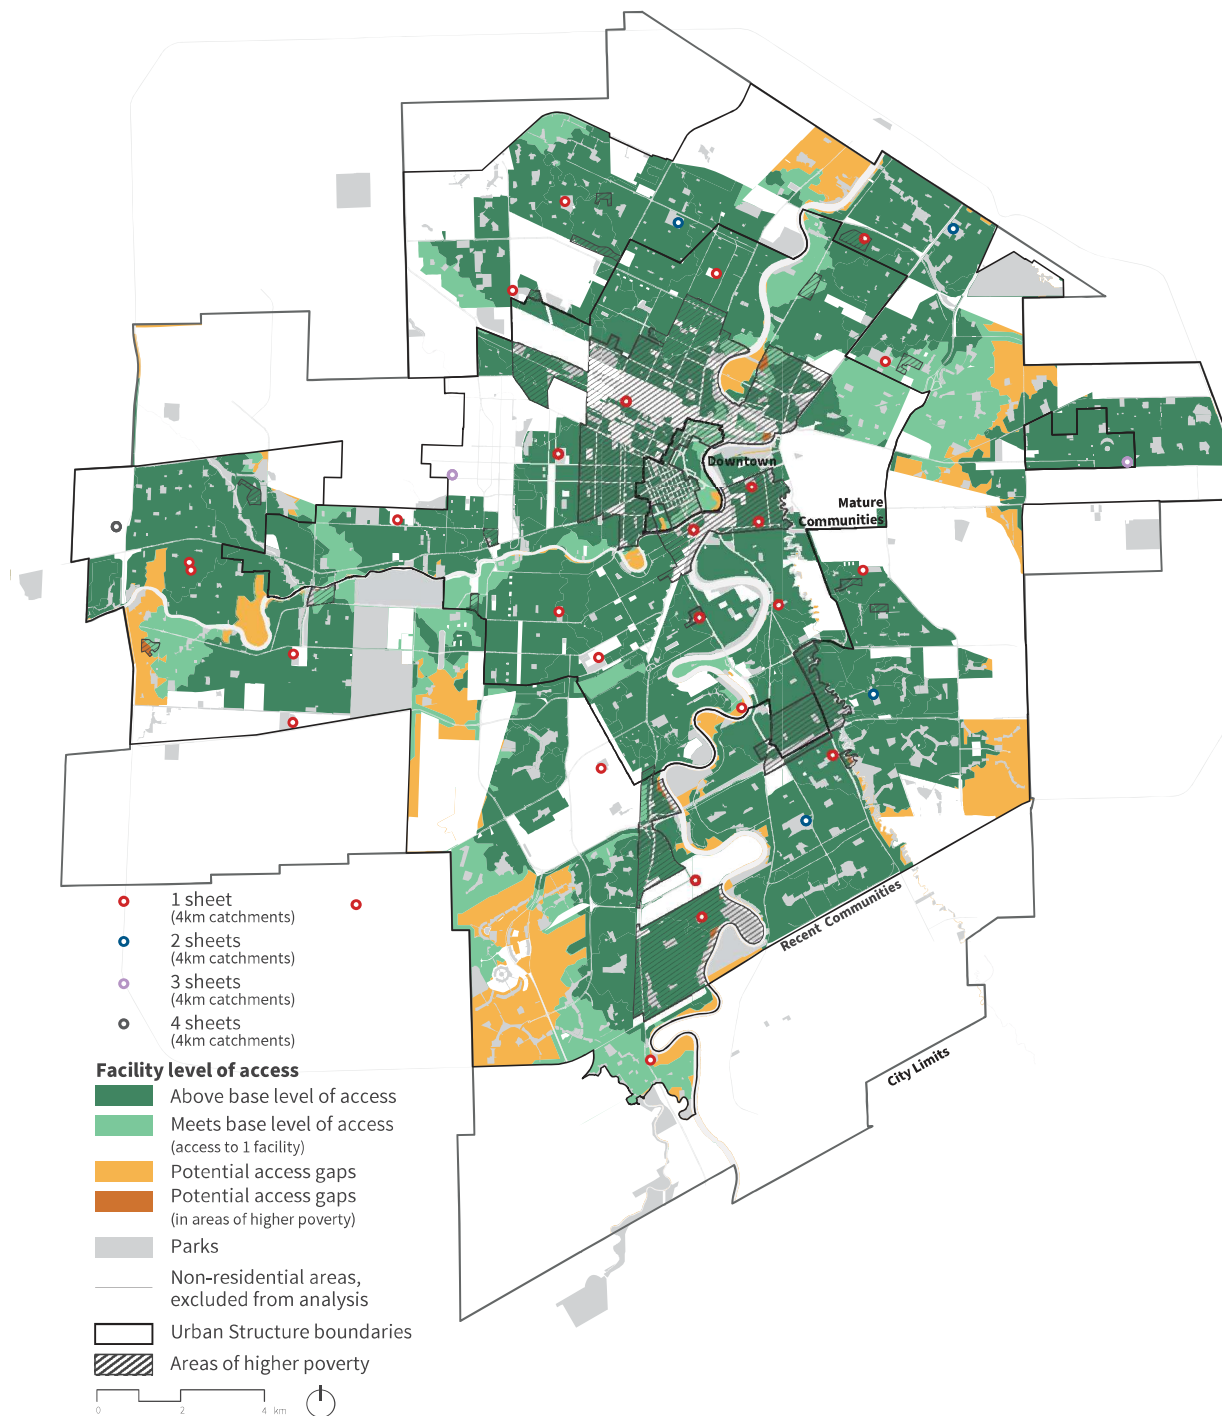 Downtown
Mature
Communities
Recent Communities
City Limits
1 sheet
(4km catchments)
2 sheets
(4km catchments)
3 sheets
(4km catchments)
4 sheets
(4km catchments)
Facility level of access
Above base level of access
Meets base level of access
(access to 1 facility)
Potential access gaps
Potential access gaps
(in areas of higher poverty)
Parks
Non-residential areas,
excluded from analysis
Urban Structure boundaries
Areas of higher poverty
0 2 4 km